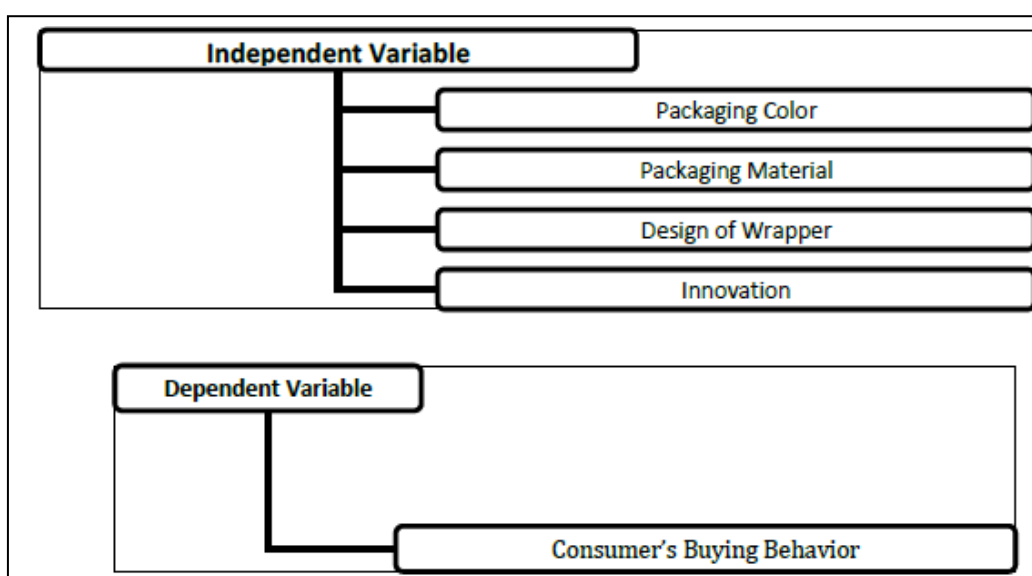 Independent Variable
Packaging Color
Packaging Material
Design of Wrapper
Innovation
Dependent Variable
Consumer’s Buying Behavior